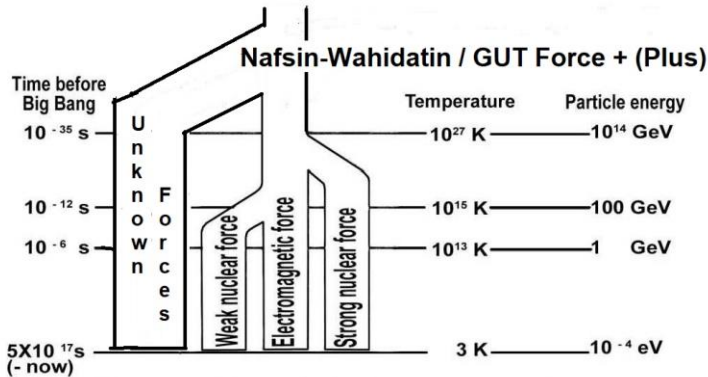 Nafsin-Wahidatin / GUT Force + (Plus)
Time before
Big Bang
Temperature
Particle energy
10 - 35 s
10²⁷ K
10¹⁴ GeV
10 - 12 s
10¹⁵ K
100 GeV
10 - 6 s
10¹³ K
1 GeV
5X10 ¹⁷s
(- now)
3 K
10 - ⁴ eV
Unknown
Forces
Weak nuclear force
Electromagnetic force
Strong nuclear force